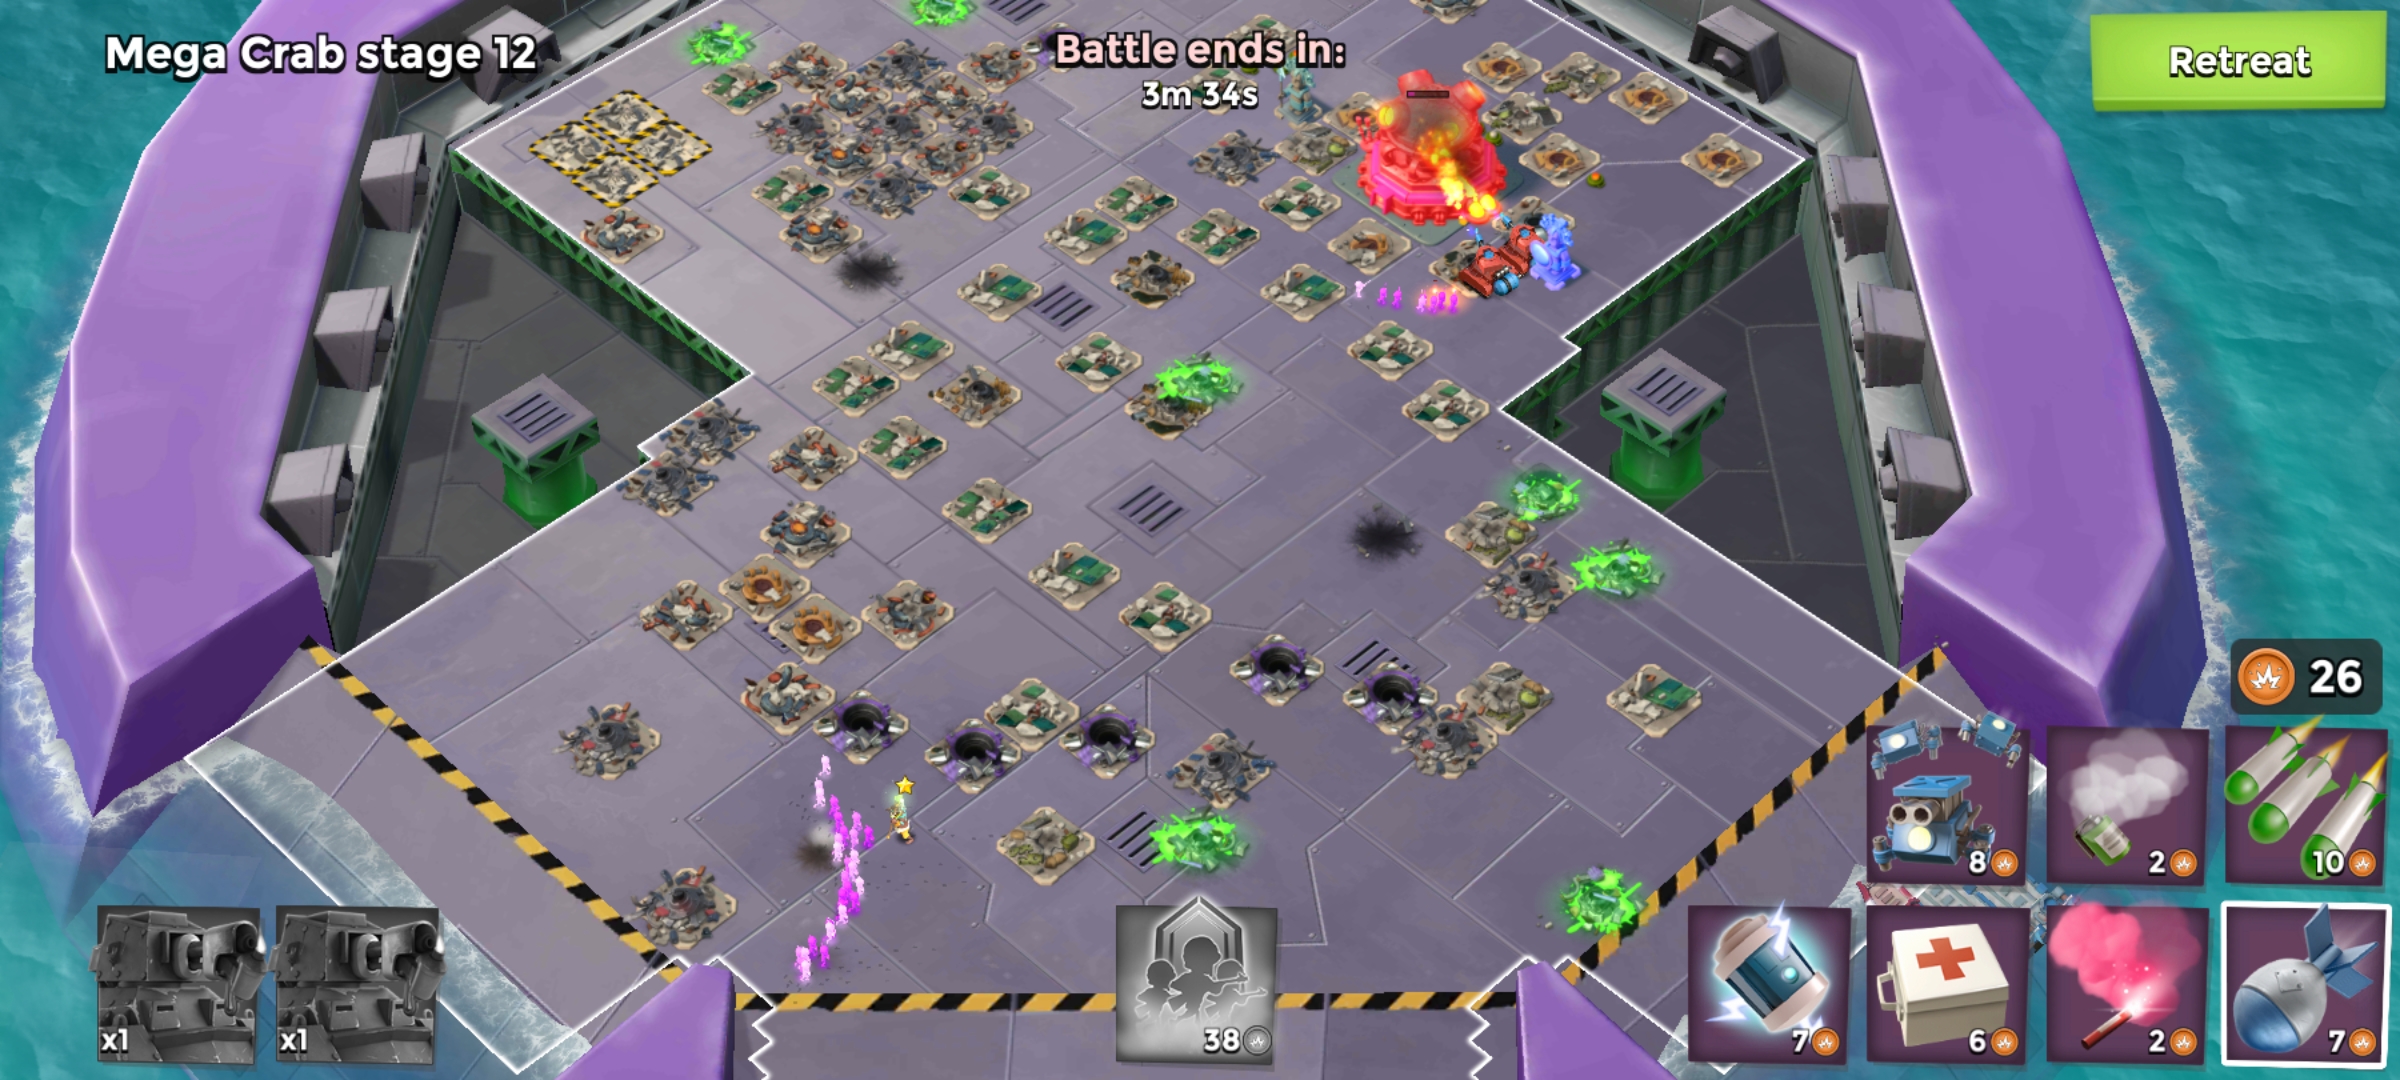 Mega Crab stage 12
Battle ends in:
3m 34s
Retreat
26
8
2
10
x1
x1
38
7
6
2
7